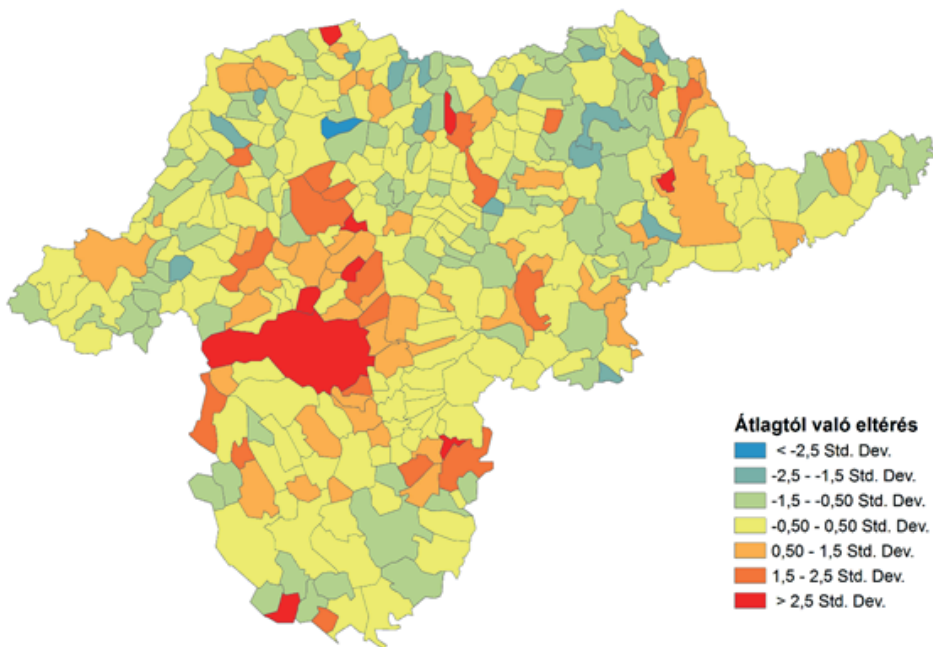 Átlagtól való eltérés
< -2,5 Std. Dev.
-2,5 - -1,5 Std. Dev.
-1,5 - -0,50 Std. Dev.
-0,50 - 0,50 Std. Dev.
0,50 - 1,5 Std. Dev.
1,5 - 2,5 Std. Dev.
> 2,5 Std. Dev.